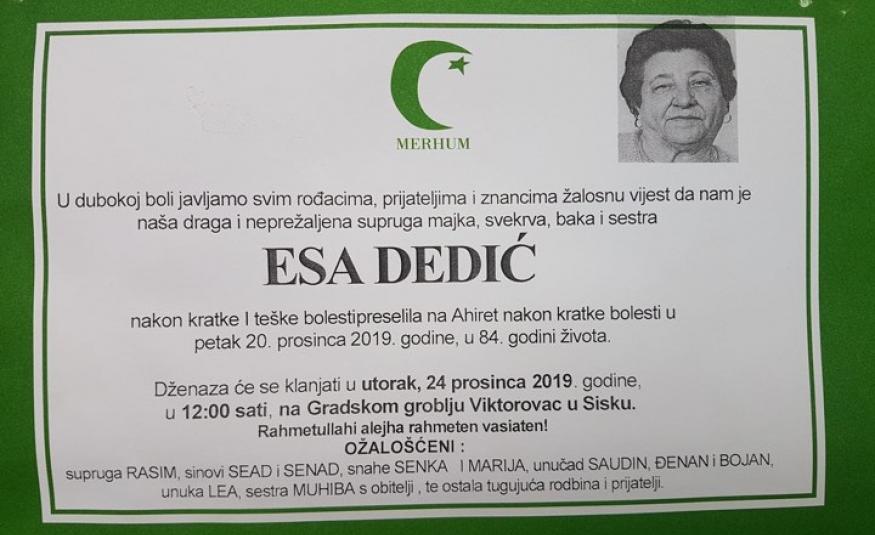 MERHUM
U dubokoj boli javljamo svim rođacima, prijateljima i znancima žalosnu vijest da nam je
naša draga i neprežaljena supruga majka, svekrva, baka i sestra
ESA DEDIĆ
nakon kratke I teške bolestipreselila na Ahiret nakon kratke bolesti u
petak 20. prosinca 2019. godine, u 84. godini života.
Dženaza će se klanjati u utorak, 24 prosinca 2019. godine,
u 12:00 sati, na Gradskom groblju Viktorovac u Sisku.
Rahmetullahi alejha rahmeten vasiaten!
OŽALOŠĆENI :
supruga RASIM, sinovi SEAD i SENAD, snahe SENKA I MARIJA, unučad SAUDIN, ĐENAN i BOJAN,
unuka LEA, sestra MUHIBA s obitelji , te ostala tugujuća rodbina i prijatelji.